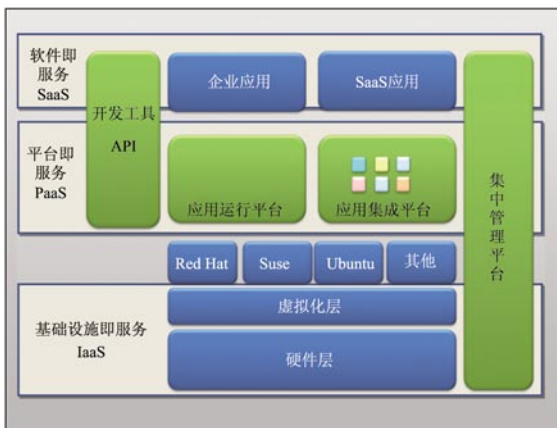 软件即
服务
SaaS
开发工具
API
企业应用
SaaS应用
平台即
服务
PaaS
应用运行平台
应用集成平台
集
中
管
理
平
台
Red Hat
Suse
Ubuntu
其他
基础设施即服务
IaaS
虚拟化层
硬件层